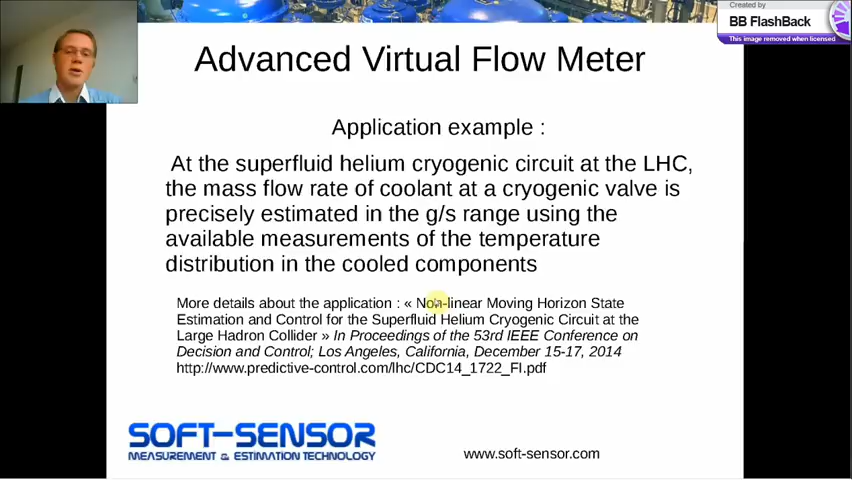 Created by
BB FlashBack
This image removed when licensed
Advanced Virtual Flow Meter
Application example :
At the superfluid helium cryogenic circuit at the LHC,
the mass flow rate of coolant at a cryogenic valve is
precisely estimated in the g/s range using the
available measurements of the temperature
distribution in the cooled components
More details about the application : « Non-linear Moving Horizon State
Estimation and Control for the Superfluid Helium Cryogenic Circuit at the
Large Hadron Collider » In Proceedings of the 53rd IEEE Conference on
Decision and Control; Los Angeles, California, December 15-17, 2014
http://www.predictive-control.com/lhc/CDC14_1722_FI.pdf
SOFT-SENSOR
MEASUREMENT & ESTIMATION TECHNOLOGY
www.soft-sensor.com